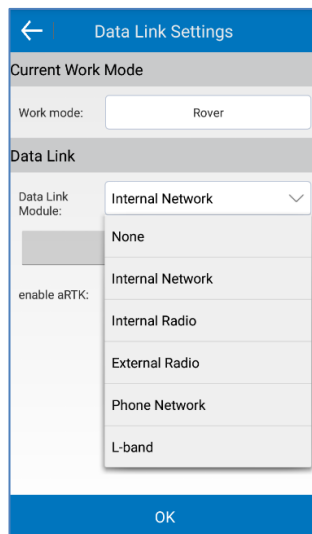 Data Link Settings
Current Work Mode
Work mode:
Rover
Data Link
Data Link
Module:
Internal Network
None
Internal Network
enable aRTK:
Internal Radio
External Radio
Phone Network
L-band
OK